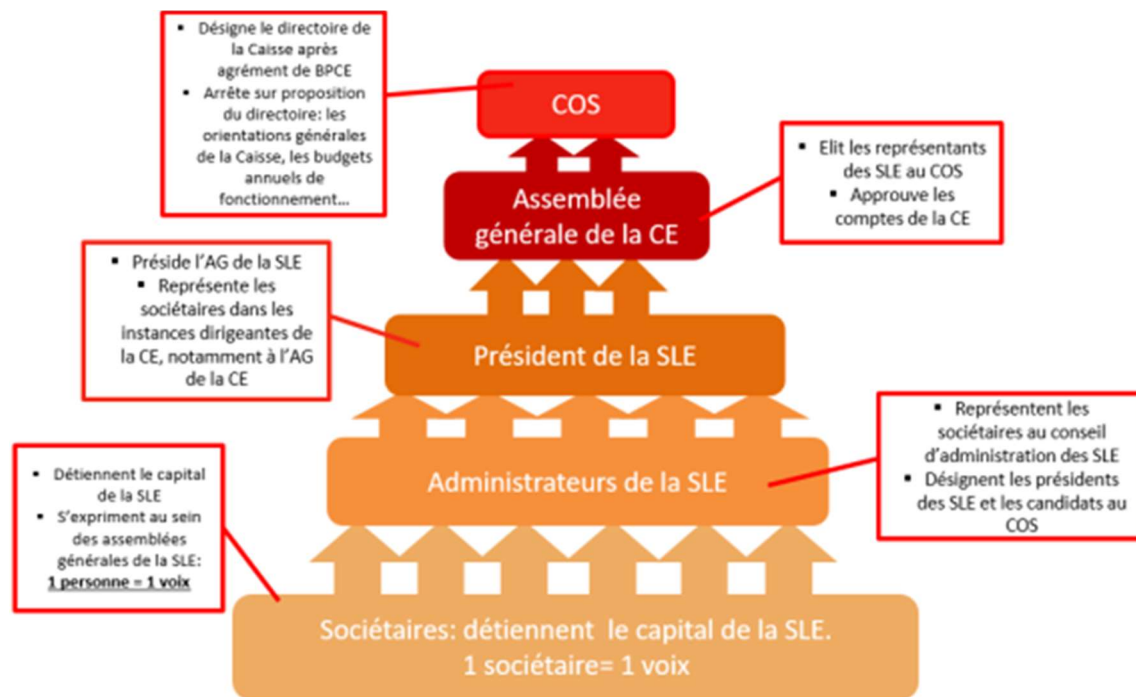 ▪ Désigne le directoire de
la Caisse après
agrément de BPCE
▪ Arrête sur proposition
du directoire: les
orientations générales
de la Caisse, les budgets
annuels de
fonctionnement...
COS
▪ Elit les représentants
des SLE au COS
▪ Approuve les
comptes de la CE
Assemblée
générale de la CE
▪ Préside l’AG de la SLE
▪ Représente les
sociétaires dans les
instances dirigeantes de
la CE, notamment à l’AG
de la CE
Président de la SLE
▪ Représentent les
sociétaires au conseil
d’administration des SLE
▪ Désignent les présidents
des SLE et les candidats au
COS
Administrateurs de la SLE
▪ Détiennent le capital
de la SLE
▪ S’expriment au sein
des assemblées
générales de la SLE:
1 personne = 1 voix
Sociétaires: détiennent le capital de la SLE.
1 sociétaire= 1 voix